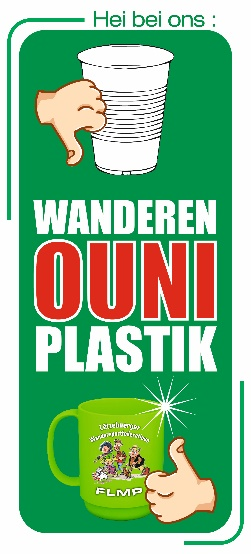 Hei bei ons :
WANDEREN
OUNI
PLASTIK
FLMP